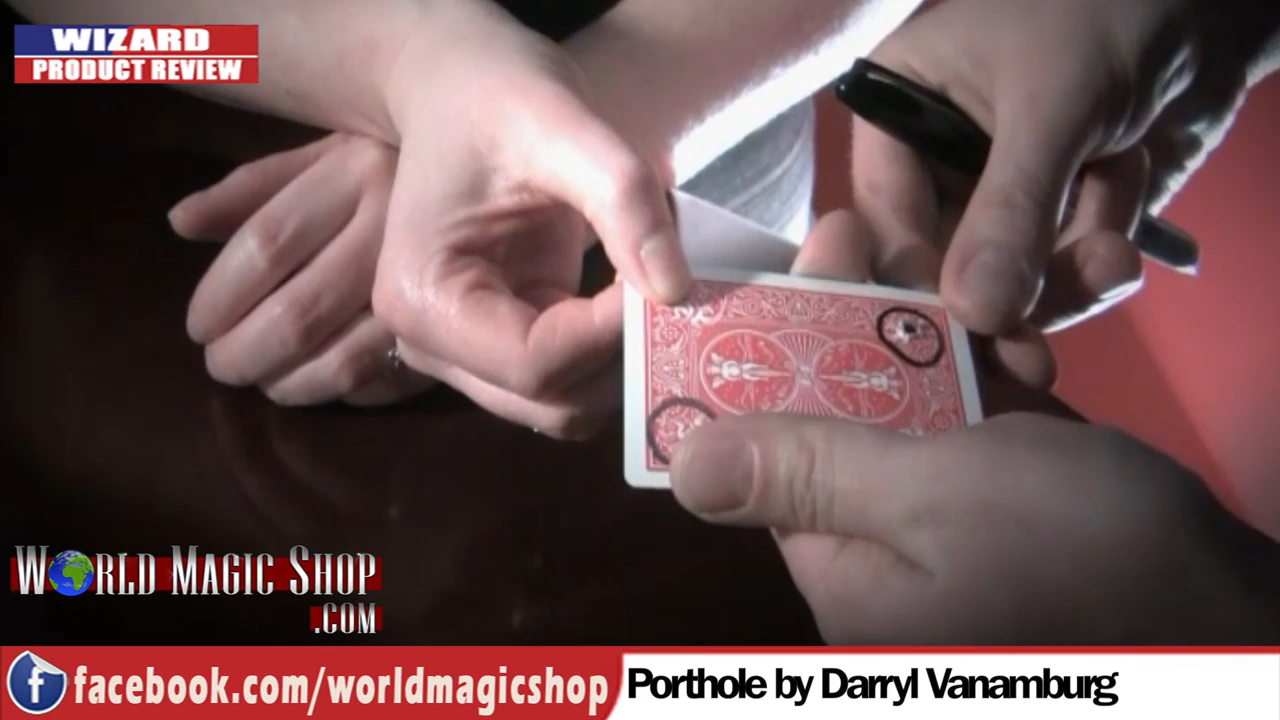 WIZARD
PRODUCT REVIEW
WORLD MAGIC SHOP
.COM
facebook.com/worldmagicshop
Porthole by Darryl Vanamburg